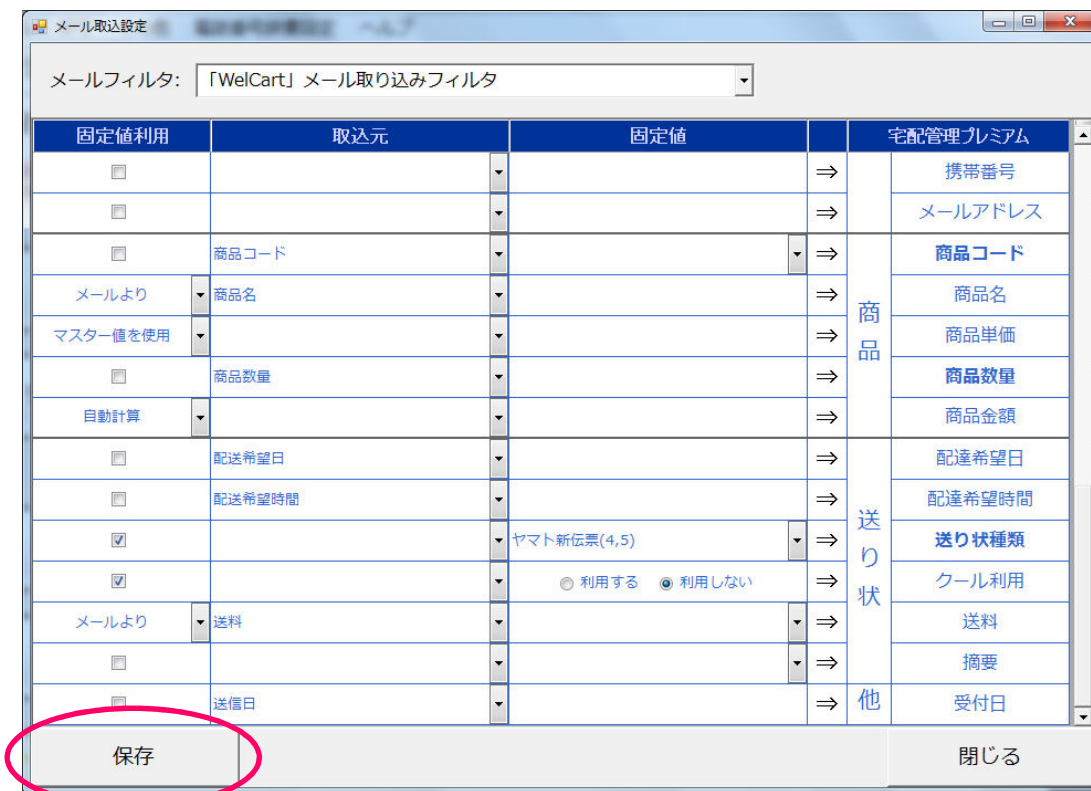 メール取込設定
メールフィルタ: 「WelCart」メール取り込みフィルタ
固定値利用 取込元 固定値 宅配管理プレミアム
⇒ 携帯番号
⇒ メールアドレス
商品コード ⇒ 商品コード
メールより 商品名 ⇒ 商品名
マスター値を使用 ⇒ 商品単価
商品数量 ⇒ 商品数量
自動計算 ⇒ 商品金額
商品
配送希望日 ⇒ 配達希望日
配送希望時間 ⇒ 配達希望時間
ヤマト新伝票(4,5) ⇒ 送り状種類
利用する 利用しない ⇒ クール利用
メールより 送料 ⇒ 送料
⇒ 摘要
送り状
送信日 ⇒ 他 受付日
保存 閉じる